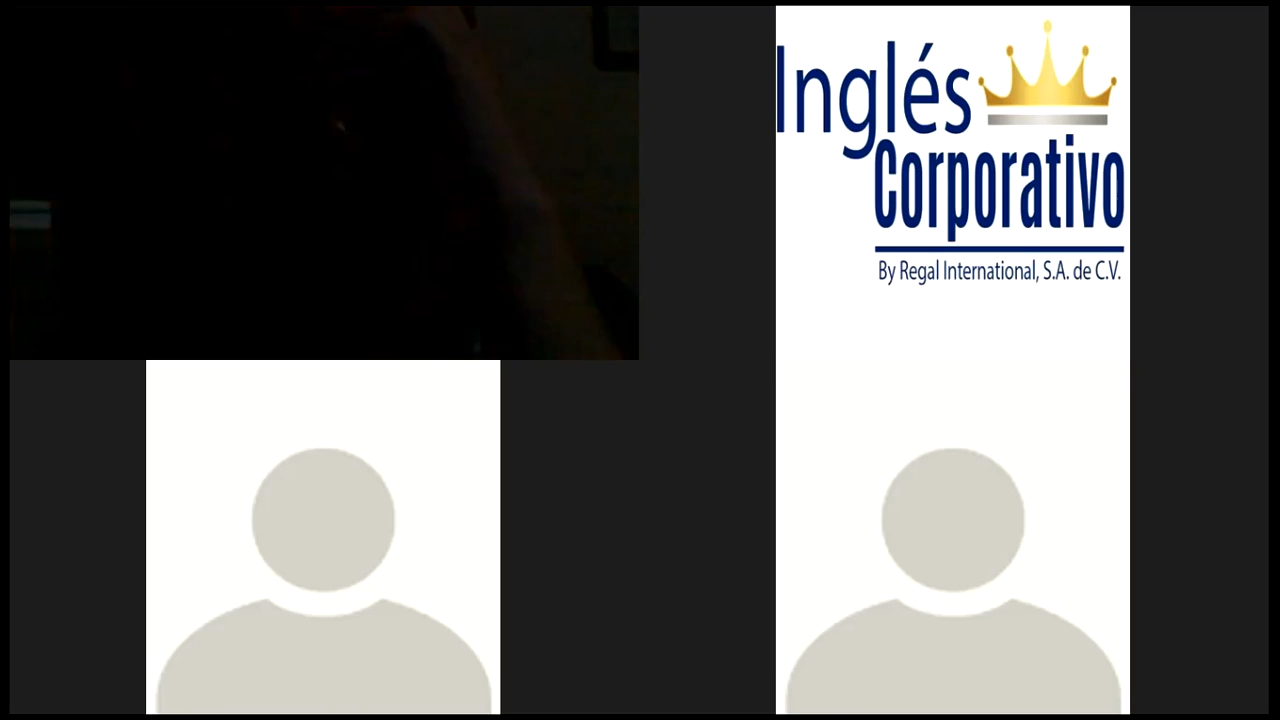 Inglés
Corporativo
By Regal International, S.A. de C.V.